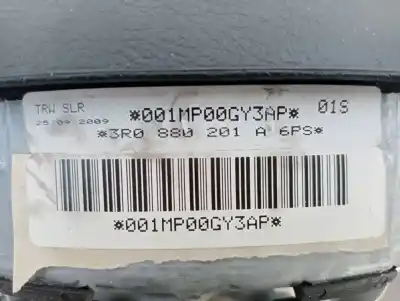 TRW SLR *001MP00GY3AP* 01S
25.09.2009
*3R0 880 201 A 6PS*
*001MP00GY3AP*